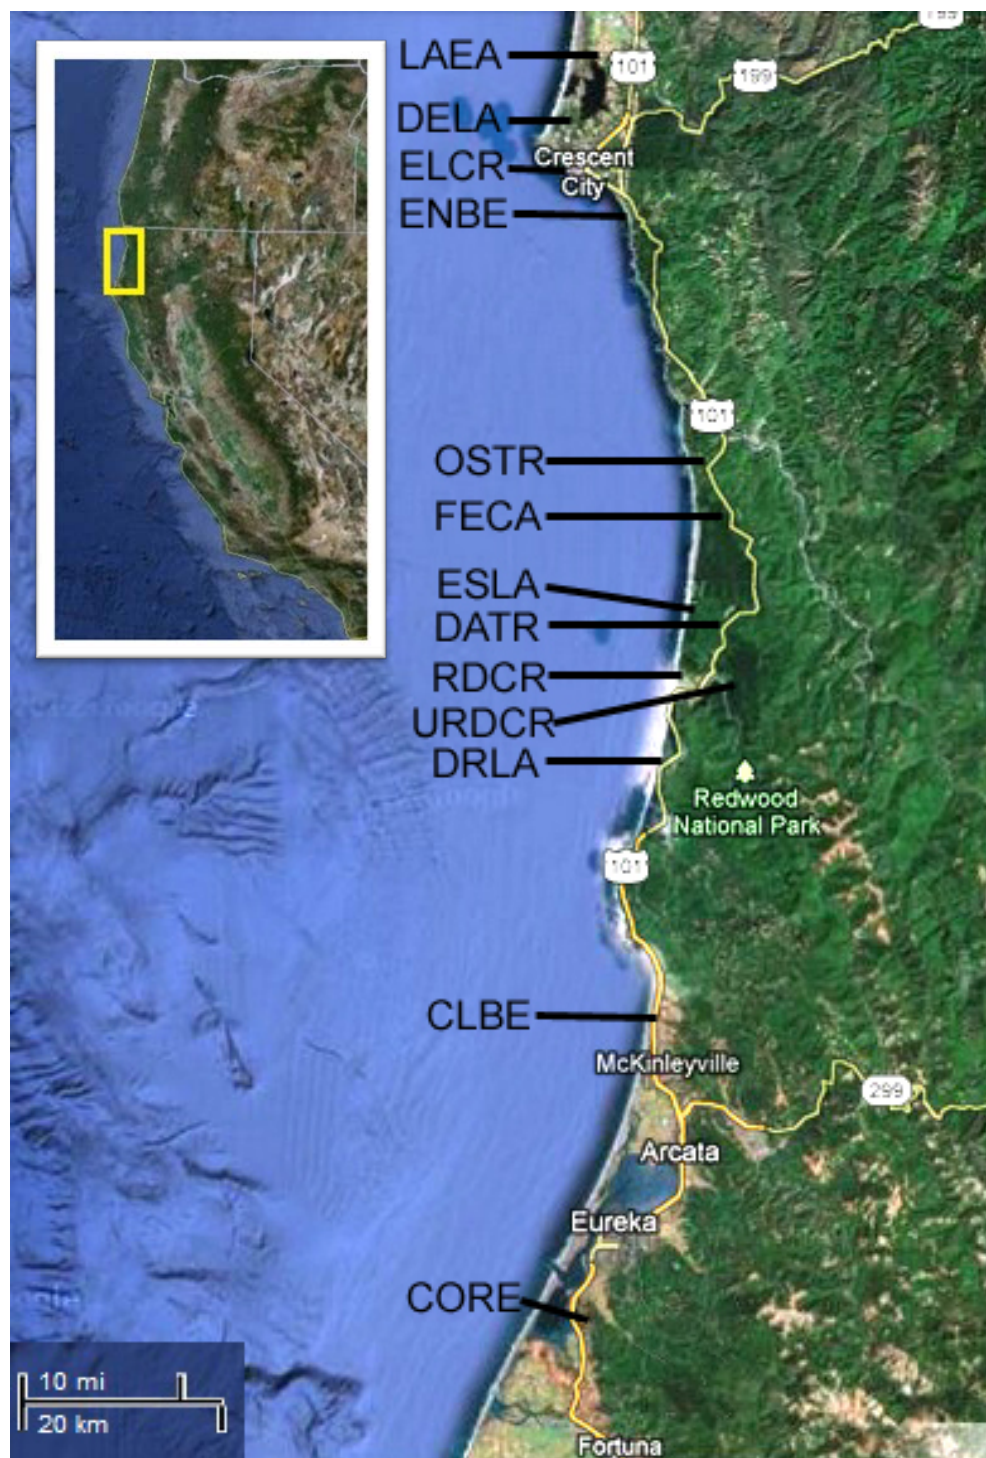 199
LAEA
101
199
DELA
Crescent
City
ELCR
ENBE
101
OSTR
FECA
ESLA
DATR
RDCR
URDCR
DRLA
Redwood
National Park
101
CLBE
McKinleyville
299
Arcata
Eureka
CORE
10 mi
20 km
Fortuna